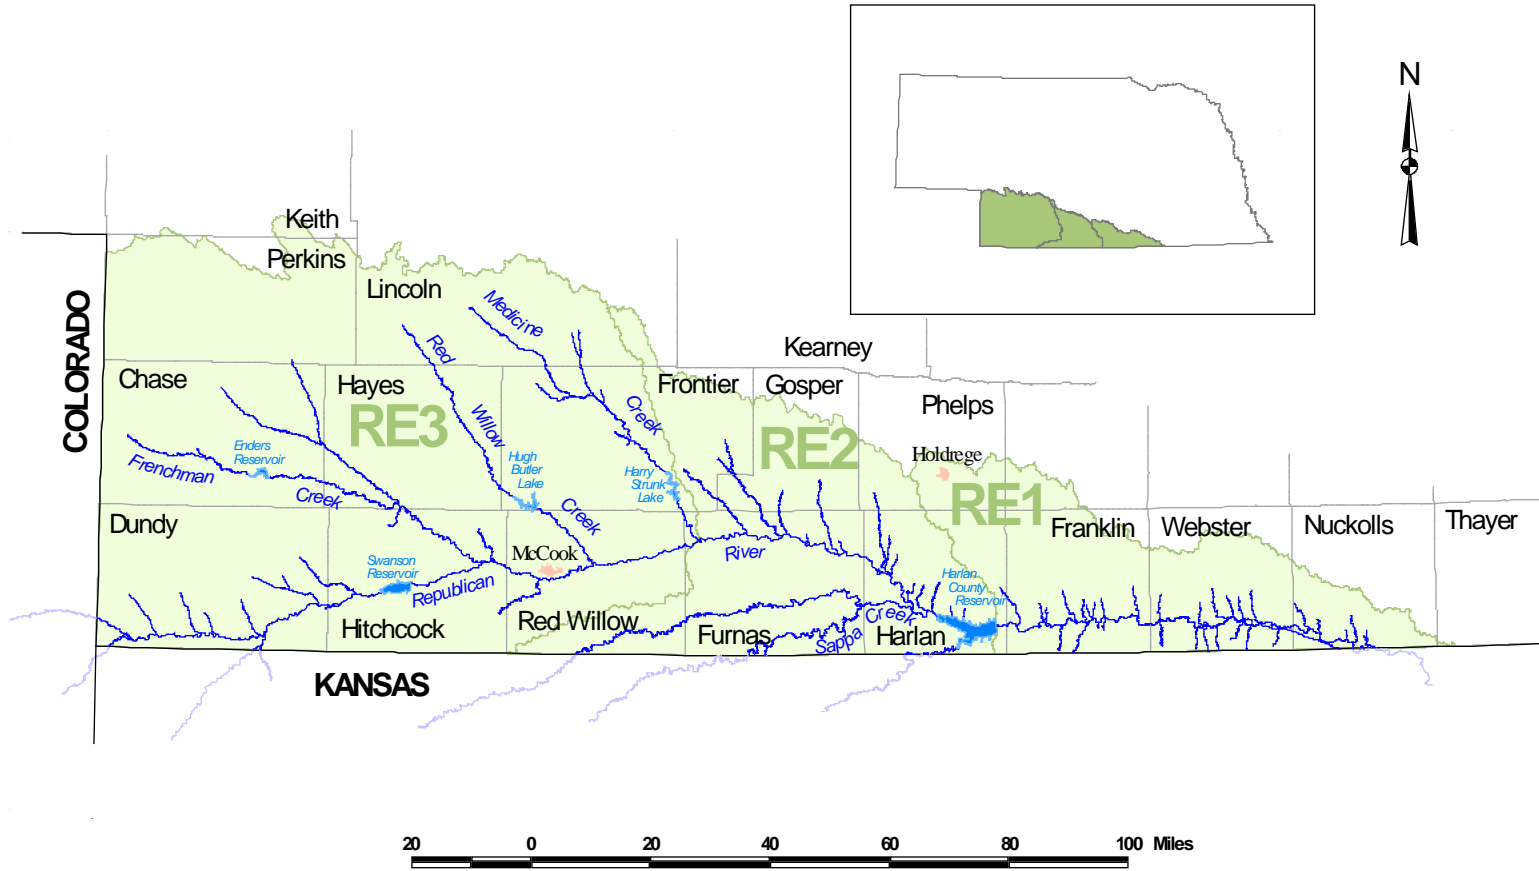 N
Keith
Perkins
Lincoln
COLORADO
Medicine
Red
Kearney
Chase
Hayes
Frontier
Gosper
Phelps
RE3
Willow
Creek
RE2
Holdrege
Enders
Reservoir
Frenchman
Creek
Hugh
Butler
Lake
Harry
Strunk
Lake
RE1
Creek
Dundy
Franklin
Webster
Nuckolls
Thayer
McCook
River
Swanson
Reservoir
Republican
Harlan
County
Reservoir
Hitchcock
Red Willow
Furnas
Sappa
Creek
Harlan
KANSAS
20 0 20 40 60 80 100 Miles